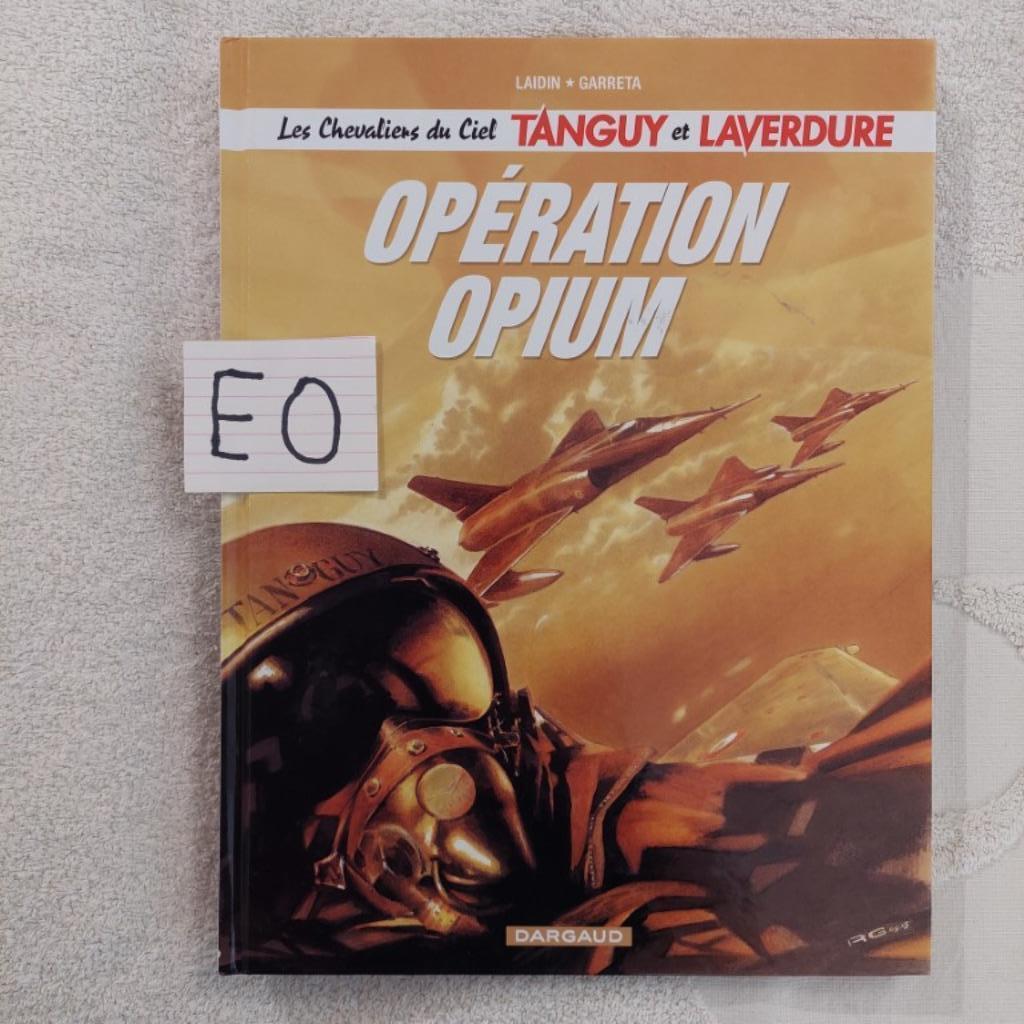 LAIDIN ★ GARRETA
Les Chevaliers du Ciel TANGUY et LAVERDURE
OPÉRATION
OPIUM
EO
TANGUY
DARGAUD